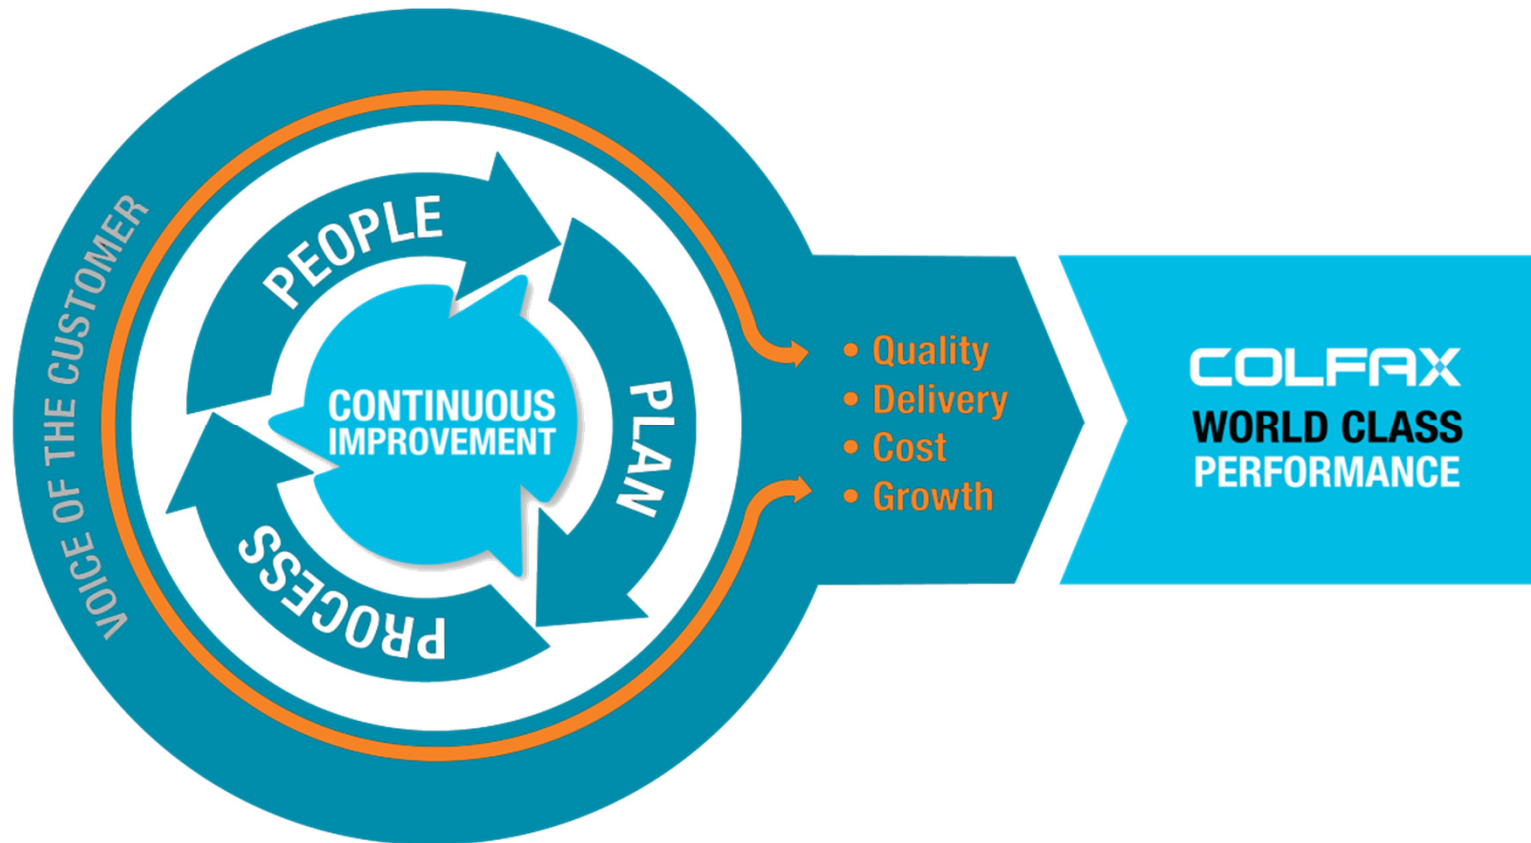 VOICE OF THE CUSTOMER
PEOPLE
PLAN
PROCESS
CONTINUOUS
IMPROVEMENT
• Quality
• Delivery
• Cost
• Growth
COLFAX
WORLD CLASS
PERFORMANCE